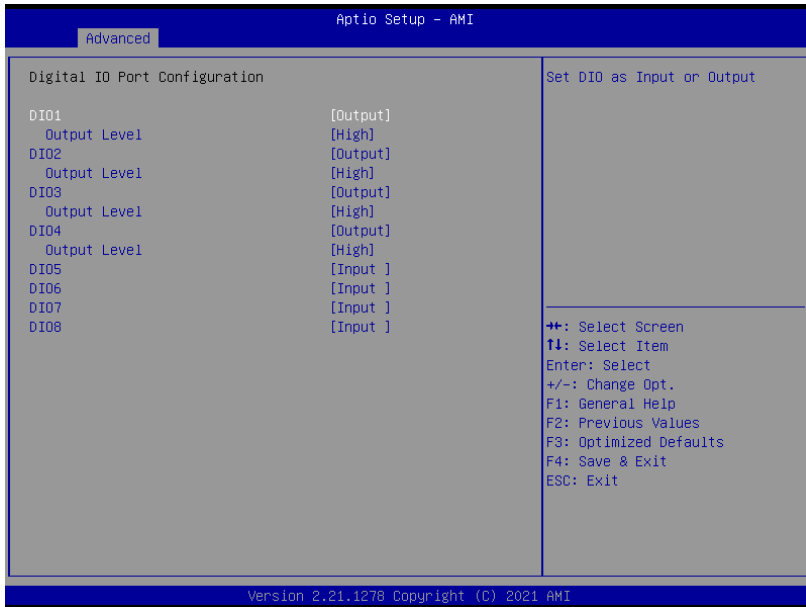 Aptio Setup – AMI
Advanced
Digital IO Port Configuration
DIO1 [Output]
Output Level [High]
DIO2 [Output]
Output Level [High]
DIO3 [Output]
Output Level [High]
DIO4 [Output]
Output Level [High]
DIO5 [Input ]
DIO6 [Input ]
DIO7 [Input ]
DIO8 [Input ]
Set DIO as Input or Output
→←: Select Screen
↑↓: Select Item
Enter: Select
+/-: Change Opt.
F1: General Help
F2: Previous Values
F3: Optimized Defaults
F4: Save & Exit
ESC: Exit
Version 2.21.1278 Copyright (C) 2021 AMI